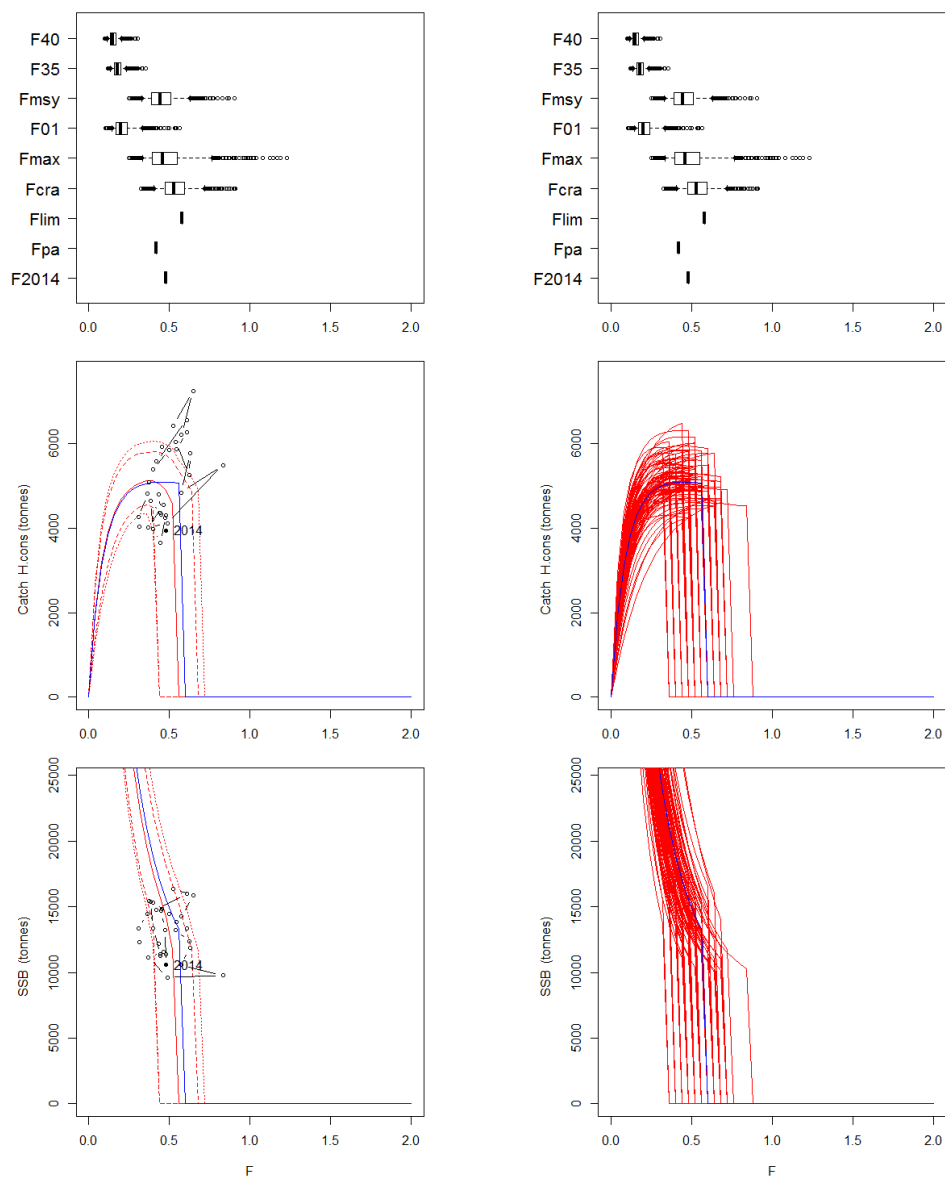 F40
F35
Fmsy
F01
Fmax
Fcra
Flim
Fpa
F2014
0.0 0.5 1.0 1.5 2.0
F40
F35
Fmsy
F01
Fmax
Fcra
Flim
Fpa
F2014
0.0 0.5 1.0 1.5 2.0
Catch H.cons (tonnes)
6000
4000
2000
0
2014
0.0 0.5 1.0 1.5 2.0
Catch H.cons (tonnes)
6000
4000
2000
0
0.0 0.5 1.0 1.5 2.0
SSB (tonnes)
25000
20000
15000
10000
5000
0
2014
0.0 0.5 1.0 1.5 2.0
F
SSB (tonnes)
25000
20000
15000
10000
5000
0
0.0 0.5 1.0 1.5 2.0
F